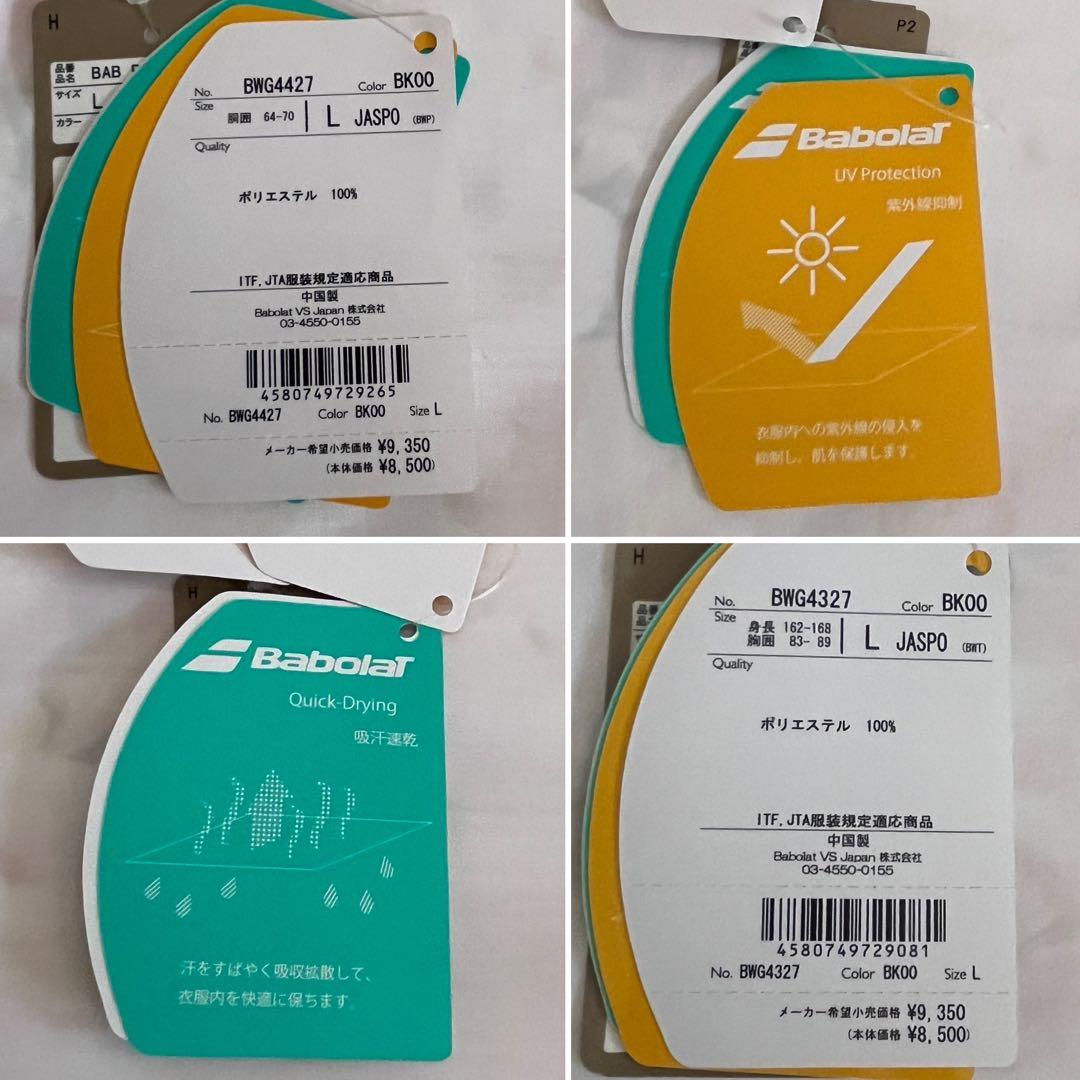 H
品番
品名 BAB
サイズ L
カラー
No. BWG4427 Color BK00
Size
胴囲 64-70 L JASPO (BWP)
Quality
ポリエステル 100%
ITF,JTA服装規定適応商品
中国製
Babolat VS Japan 株式会社
03-4550-0155
4580749729265
No. BWG4427 Color BK00 Size L
メーカー希望小売価格 ¥9,350
(本体価格 ¥8,500)
P2
Babolat
UV Protection
紫外線抑制
衣服内への紫外線の侵入を
抑制し、肌を保護します。
H
Babolat
Quick-Drying
吸汗速乾
汗をすばやく吸収拡散して、
衣服内を快適に保ちます。
H
No. BWG4327 Color BK00
Size
身長 162-168
胸囲 83-89 L JASPO (BWT)
Quality
ポリエステル 100%
ITF,JTA服装規定適応商品
中国製
Babolat VS Japan 株式会社
03-4550-0155
4580749729081
No. BWG4327 Color BK00 Size L
メーカー希望小売価格 ¥9,350
(本体価格 ¥8,500)